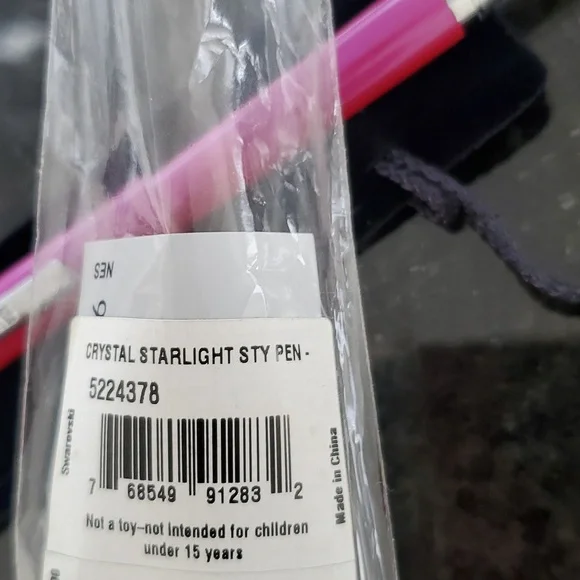 CRYSTAL STARLIGHT STY PEN -
5224378
Swarovski
Made in China
7 68549 91283 2
Not a toy–not intended for children
under 15 years